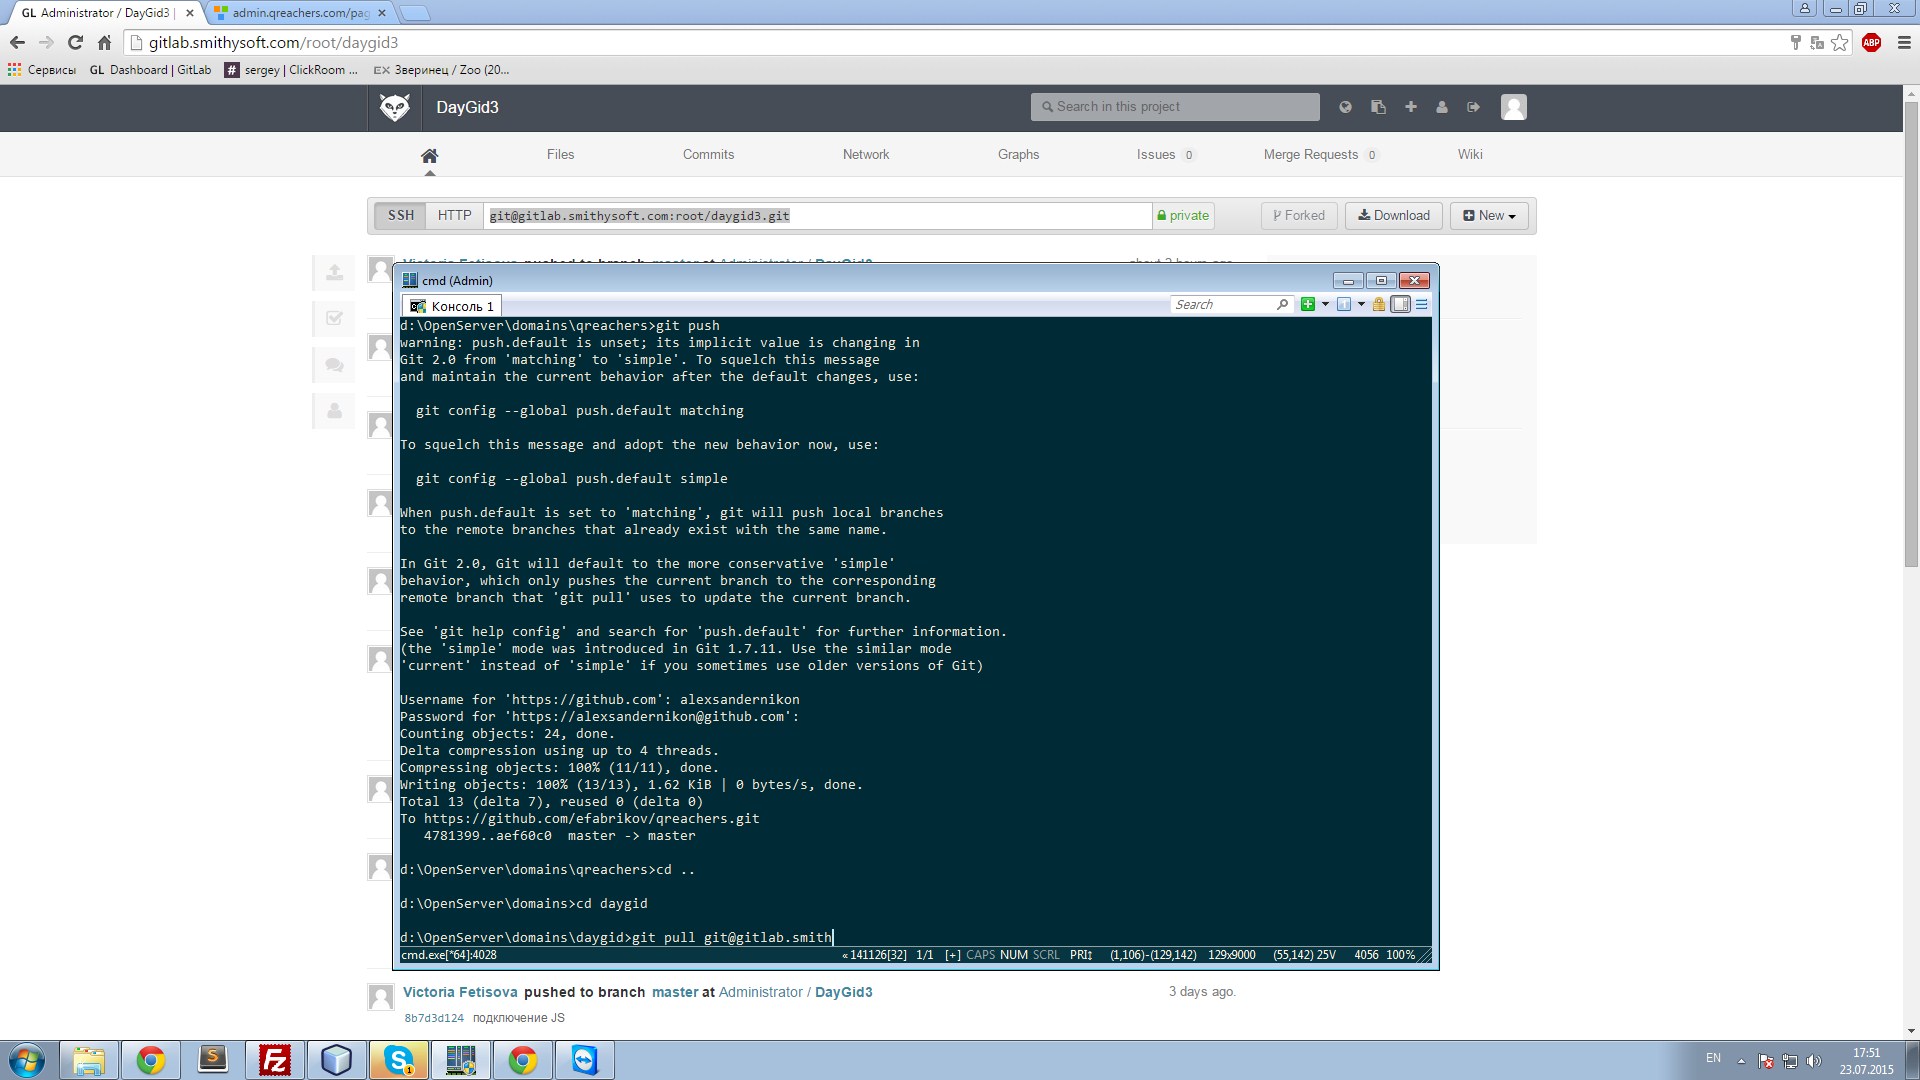 GL Administrator / DayGid3 |
admin.qreachers.com/pag
gitlab.smithysoft.com/root/daygid3
ABP
Сервисы
GL Dashboard | GitLab
# sergey | ClickRoom ...
EX Зверинец / Zoo (20...
DayGid3
Search in this project
Files
Commits
Network
Graphs
Issues 0
Merge Requests 0
Wiki
SSH
HTTP
git@gitlab.smithysoft.com:root/daygid3.git
private
Forked
Download
New
Victoria Fetisova pushed to branch master at Administrator / DayGid3
about 2 hours ago.
cmd (Admin)
Консоль 1
Search
d:\OpenServer\domains\qreachers>git push
warning: push.default is unset; its implicit value is changing in
Git 2.0 from 'matching' to 'simple'. To squelch this message
and maintain the current behavior after the default changes, use:
git config --global push.default matching
To squelch this message and adopt the new behavior now, use:
git config --global push.default simple
When push.default is set to 'matching', git will push local branches
to the remote branches that already exist with the same name.
In Git 2.0, Git will default to the more conservative 'simple'
behavior, which only pushes the current branch to the corresponding
remote branch that 'git pull' uses to update the current branch.
See 'git help config' and search for 'push.default' for further information.
(the 'simple' mode was introduced in Git 1.7.11. Use the similar mode
'current' instead of 'simple' if you sometimes use older versions of Git)
Username for 'https://github.com': alexsandernikon
Password for 'https://alexsandernikon@github.com':
Counting objects: 24, done.
Delta compression using up to 4 threads.
Compressing objects: 100% (11/11), done.
Writing objects: 100% (13/13), 1.62 KiB | 0 bytes/s, done.
Total 13 (delta 7), reused 0 (delta 0)
To https://github.com/efabrikov/qreachers.git
4781399..aef60c0  master -> master
d:\OpenServer\domains\qreachers>cd ..
d:\OpenServer\domains>cd daygid
d:\OpenServer\domains\daygid>git pull git@gitlab.smith
cmd.exe[*64]:4028
«141126[32] 1/1 [+] CAPS NUM SCRL PRI↕ (1,106)-(129,142) 129x9000 (55,142) 25V 4056 100%
Victoria Fetisova pushed to branch master at Administrator / DayGid3
3 days ago.
8b7d3d124 подключение JS
EN
17:51
23.07.2015